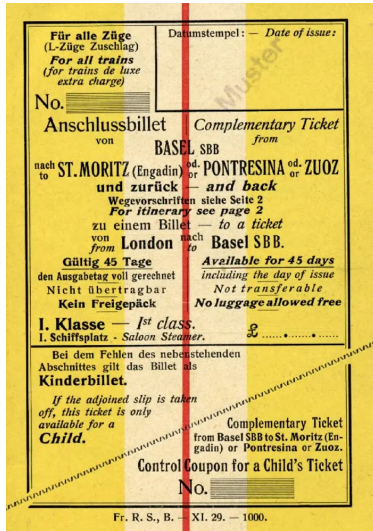 Für alle Züge
(L-Züge Zuschlag)
For all trains
(for trains de luxe
extra charge)
No.
Datumstempel: — Date of issue:
Muster
Anschlussbillet Complementary Ticket
von from
BASEL SBB
nach to ST. MORITZ (Engadin) od. or PONTRESINA od. or ZUOZ
und zurück — and back
Wegevorschriften siehe Seite 2
For itinerary see page 2
zu einem Billet — to a ticket
von from London nach to Basel SBB.
Gültig 45 Tage
den Ausgabetag voll gerechnet
Nicht übertragbar
Kein Freigepäck
Available for 45 days
including the day of issue
Not transferable
No luggage allowed free
I. Klasse — Ist class.
I. Schiffsplatz - Saloon Steamer.
£
Bei dem Fehlen des nebenstehenden
Abschnittes gilt das Billet als
Kinderbillet.
If the adjoined slip is taken
off, this ticket is only
available for a
Child.
Complementary Ticket
from Basel SBB to St. Moritz (En-
gadin) or Pontresina or Zuoz.
Control Coupon for a Child's Ticket
No.
Fr. R. S., B. — XI. 29. — 1000.